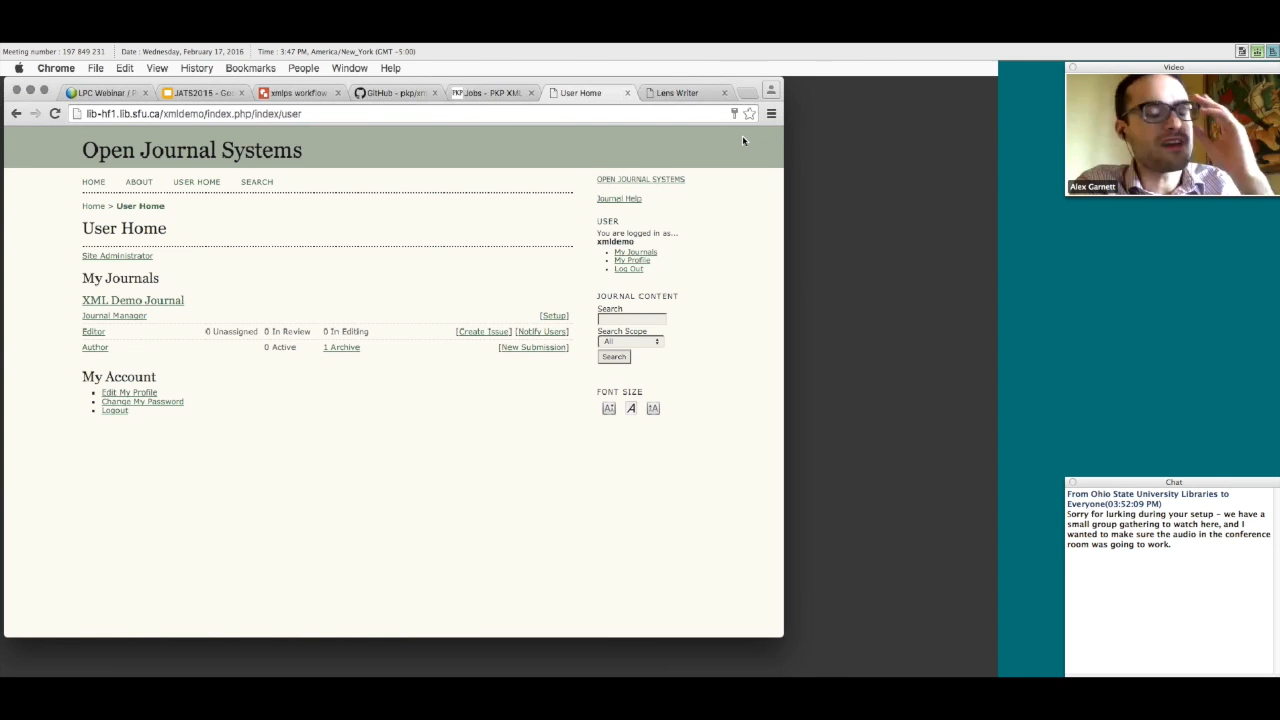 Meeting number : 197 849 231 Date : Wednesday, February 17, 2016 Time : 3:47 PM, America/New_York (GMT -5:00)
Chrome File Edit View History Bookmarks People Window Help
LPC Webinar / P JATS2015 - Goo xmlps workflow GitHub - pkp/xm Jobs - PKP XML User Home Lens Writer
lib-hf1.lib.sfu.ca/xmldemo/index.php/index/user
Open Journal Systems
HOME ABOUT USER HOME SEARCH
Home > User Home
User Home
Site Administrator
My Journals
XML Demo Journal
Journal Manager [Setup]
Editor 0 Unassigned 0 In Review 0 In Editing [Create Issue] [Notify Users]
Author 0 Active 1 Archive [New Submission]
My Account
Edit My Profile
Change My Password
Logout
OPEN JOURNAL SYSTEMS
Journal Help
USER
You are logged in as...
xmldemo
My Journals
My Profile
Log Out
JOURNAL CONTENT
Search
Search Scope
All
Search
FONT SIZE
A A A
Video
Alex Garnett
Chat
From Ohio State University Libraries to
Everyone(03:52:09 PM)
Sorry for lurking during your setup - we have a
small group gathering to watch here, and I
wanted to make sure the audio in the conference
room was going to work.